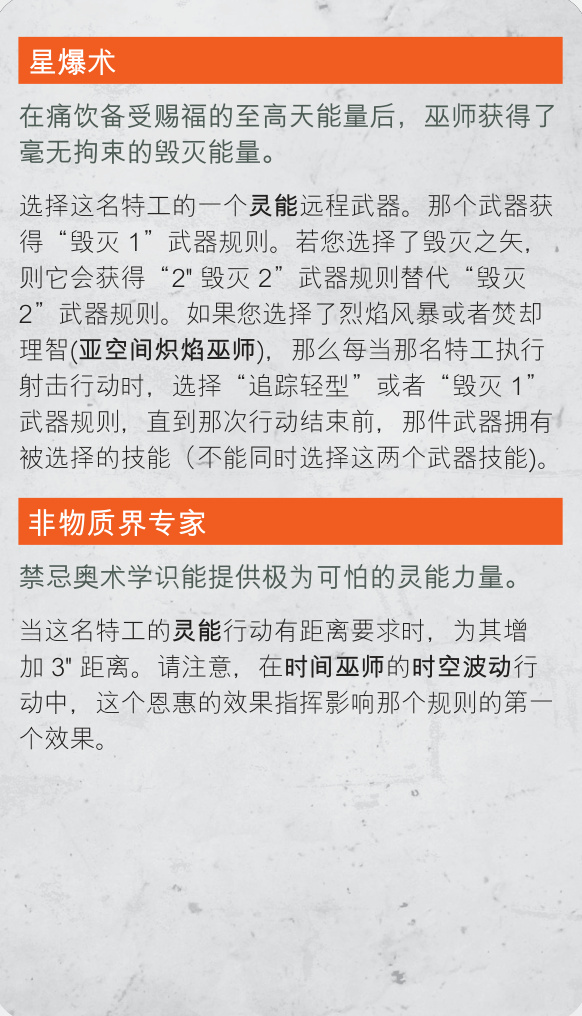 星爆术
在痛饮备受赐福的至高天能量后，巫师获得了
毫无拘束的毁灭能量。
选择这名特工的一个灵能远程武器。那个武器获
得“毁灭 1”武器规则。若您选择了毁灭之矢，
则它会获得“2" 毁灭 2”武器规则替代“毁灭
2”武器规则。如果您选择了烈焰风暴或者焚却
理智(亚空间炽焰巫师)，那么每当那名特工执行
射击行动时，选择“追踪轻型”或者“毁灭 1”
武器规则，直到那次行动结束前，那件武器拥有
被选择的技能（不能同时选择这两个武器技能)。
非物质界专家
禁忌奥术学识能提供极为可怕的灵能力量。
当这名特工的灵能行动有距离要求时，为其增
加 3" 距离。请注意，在时间巫师的时空波动行
动中，这个恩惠的效果指挥影响那个规则的第一
个效果。